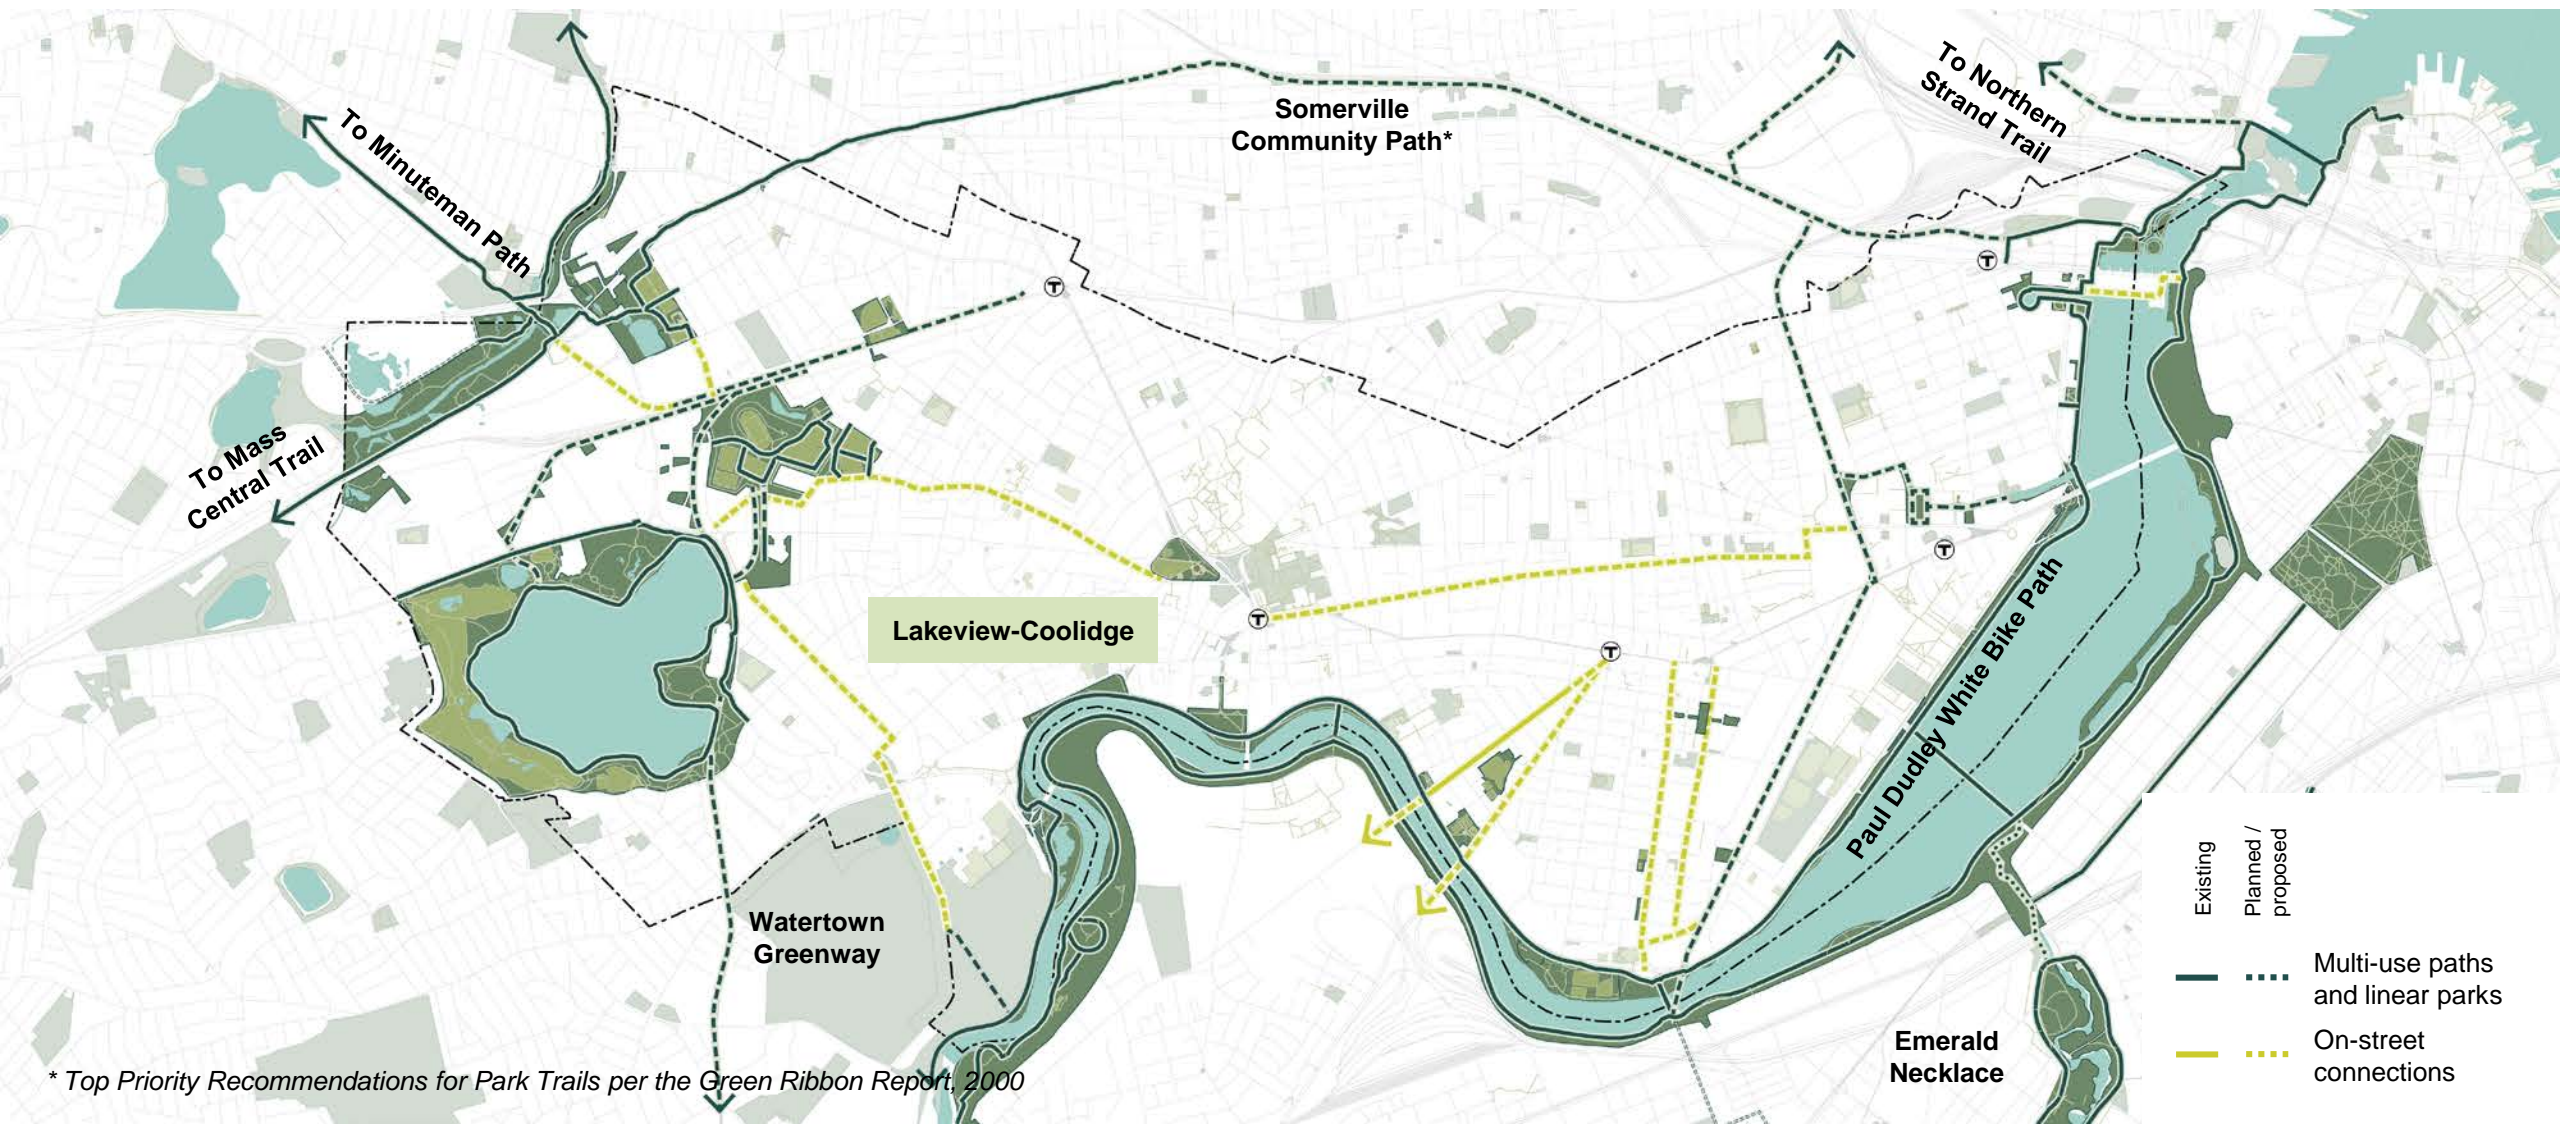 To Northern
Strand Trail
Somerville
Community Path*
To Minuteman Path
T
T
To Mass
Central Trail
T
T
T
Lakeview-Coolidge
Paul Dudley White Bike Path
Watertown
Greenway
Emerald
Necklace
Existing
Planned /
proposed
Multi-use paths
and linear parks
On-street
connections
* Top Priority Recommendations for Park Trails per the Green Ribbon Report, 2000